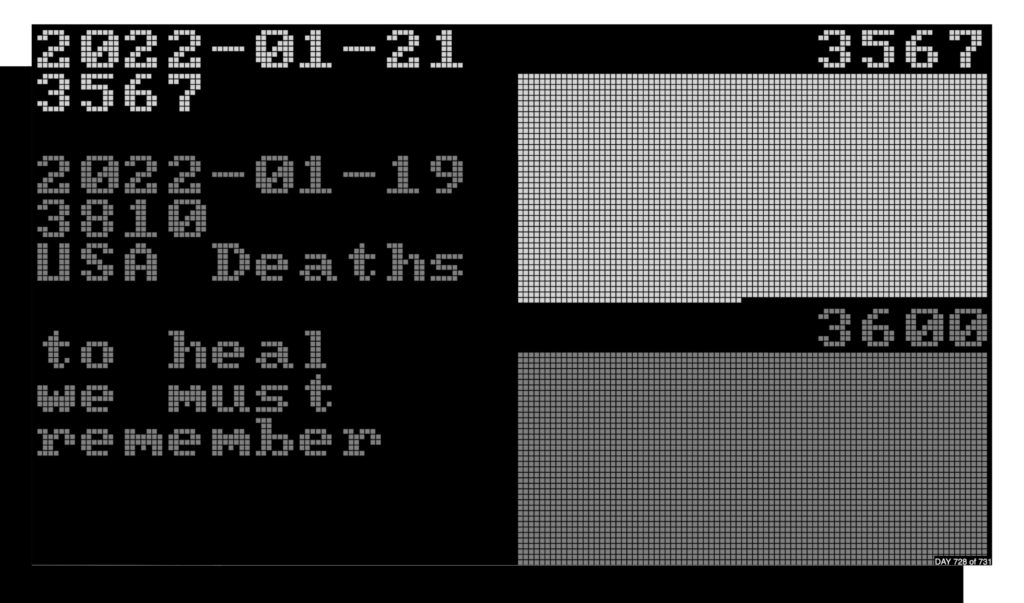 2022-01-21
3567
2022-01-19
3810
USA Deaths
to heal
we must
remember
3567
3600
DAY 728 of 731